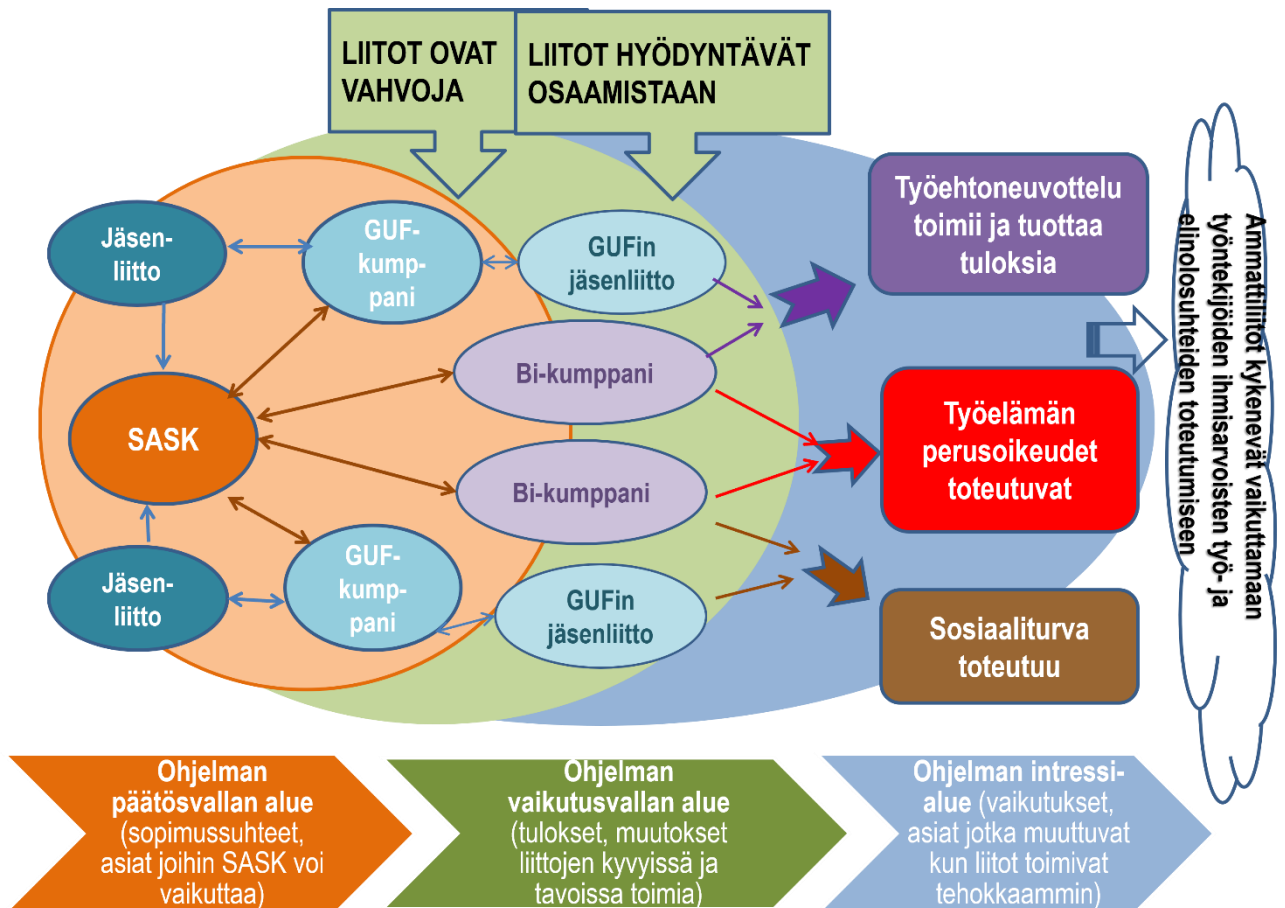 LIITOT OVAT
VAHVOJA
LIITOT HYÖDYNTÄVÄT
OSAAMISTAAN
Jäsen-
liitto
GUF-
kump-
pani
GUFin
jäsenliitto
Bi-kumppani
SASK
Bi-kumppani
Jäsen-
liitto
GUF-
kump-
pani
GUFin
jäsenliitto
Työehtoneuvottelu
toimii ja tuottaa
tuloksia
Työelämän
perusoikeudet
toteutuvat
Sosiaaliturva
toteutuu
Ammattiliitot kykenevät vaikuttamaan
työntekijöiden ihmisarvoisten työ- ja
elinolosuhteiden toteutumiseen
Ohjelman
päätösvallan alue
(sopimussuhteet,
asiat joihin SASK voi
vaikuttaa)
Ohjelman
vaikutusvallan alue
(tulokset, muutokset
liittojen kyvyissä ja
tavoissa toimia)
Ohjelman intressi-
alue (vaikutukset,
asiat jotka muuttuvat
kun liitot toimivat
tehokkaammin)